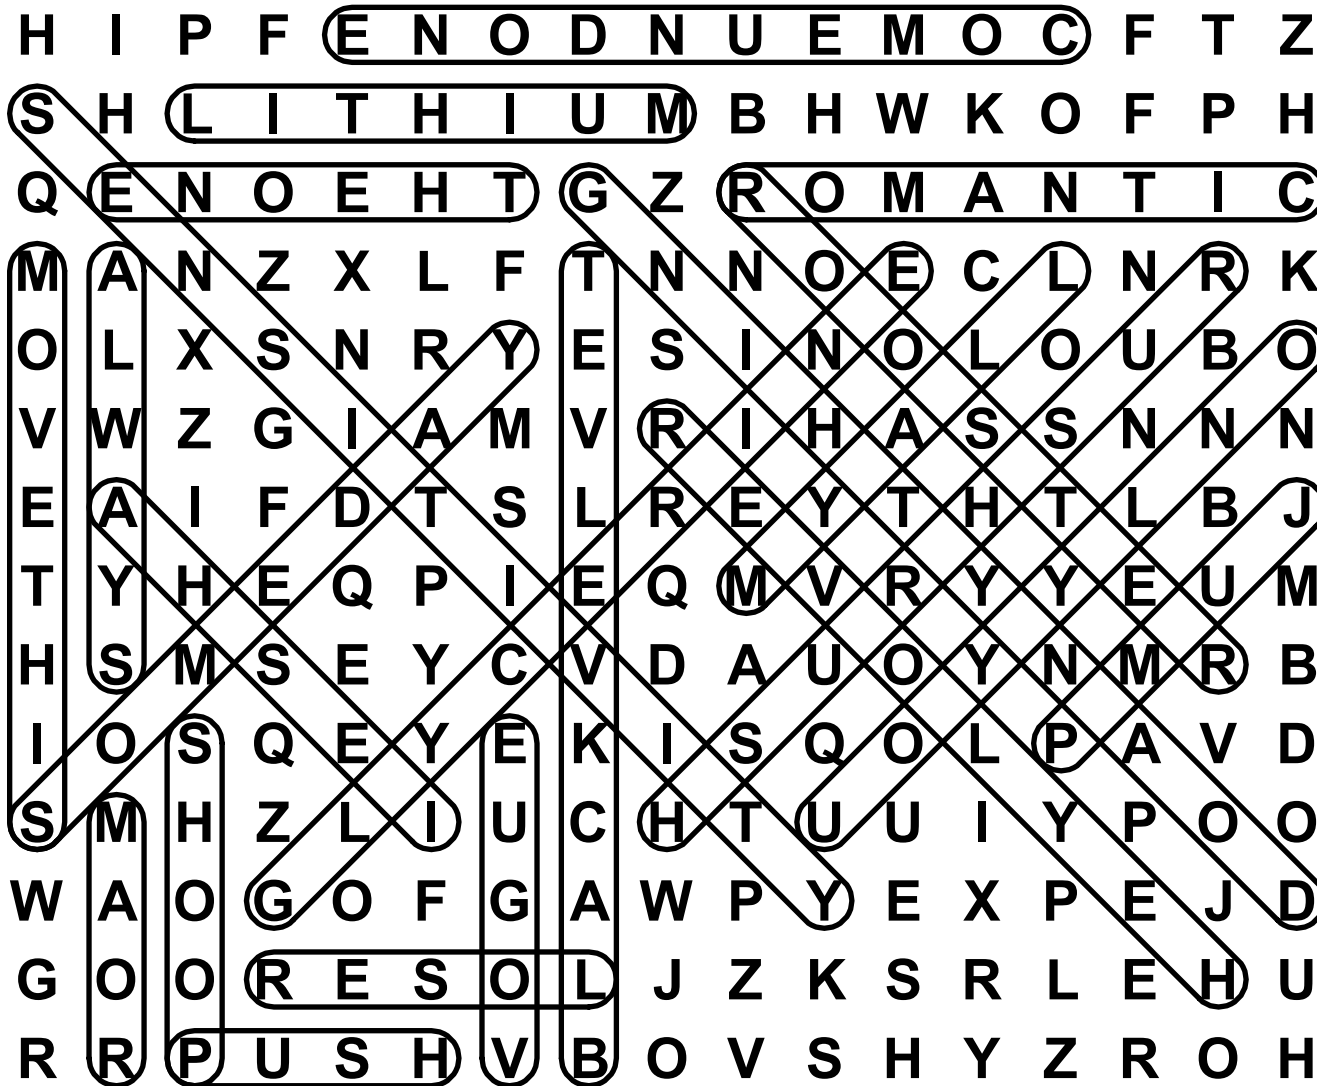 H I P F E N O D N U E M O C F T Z
S H L I T H I U M B H W K O F P H
Q E N O E H T G Z R O M A N T I C
M A N Z X L F T N N O E C L N R K
O L X S N R Y E S I N O L O U B O
V W Z G I A M V R I H A S S N N N
E A I F D T S L R E Y T H T L B J
T Y H E Q P I E Q M V R Y Y E U M
H S M S E Y C V D A U O Y N M R B
I O S Q E Y E K I S Q O L P A V D
S M H Z L I U C H T U U I Y P O O
W A O G O F G A W P Y E X P E J D
G O O R E S O L J Z K S R L E H U
R R P U S H V B O V S H Y Z R O H